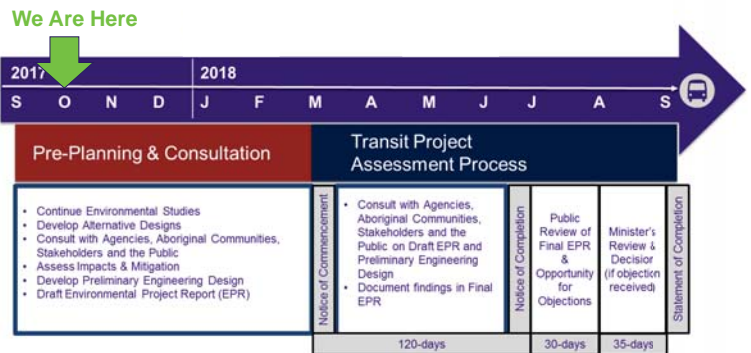 We Are Here
2017 2018
S O N D J F M A M J J A S
Pre-Planning & Consultation
Transit Project
Assessment Process
• Continue Environmental Studies
• Develop Alternative Designs
• Consult with Agencies, Aboriginal Communities,
Stakeholders and the Public
• Assess Impacts & Mitigation
• Develop Preliminary Engineering Design
• Draft Environmental Project Report (EPR)
Notice of Commencement
• Consult with Agencies,
Aboriginal Communities,
Stakeholders and the
Public on Draft EPR and
Preliminary Engineering
Design
• Document findings in Final
EPR
Notice of Completion
Public
Review of
Final EPR
&
Opportunity
for
Objections
Minister's
Review &
Decision
(if objection
received)
Statement of Completion
120-days
30-days
35-days